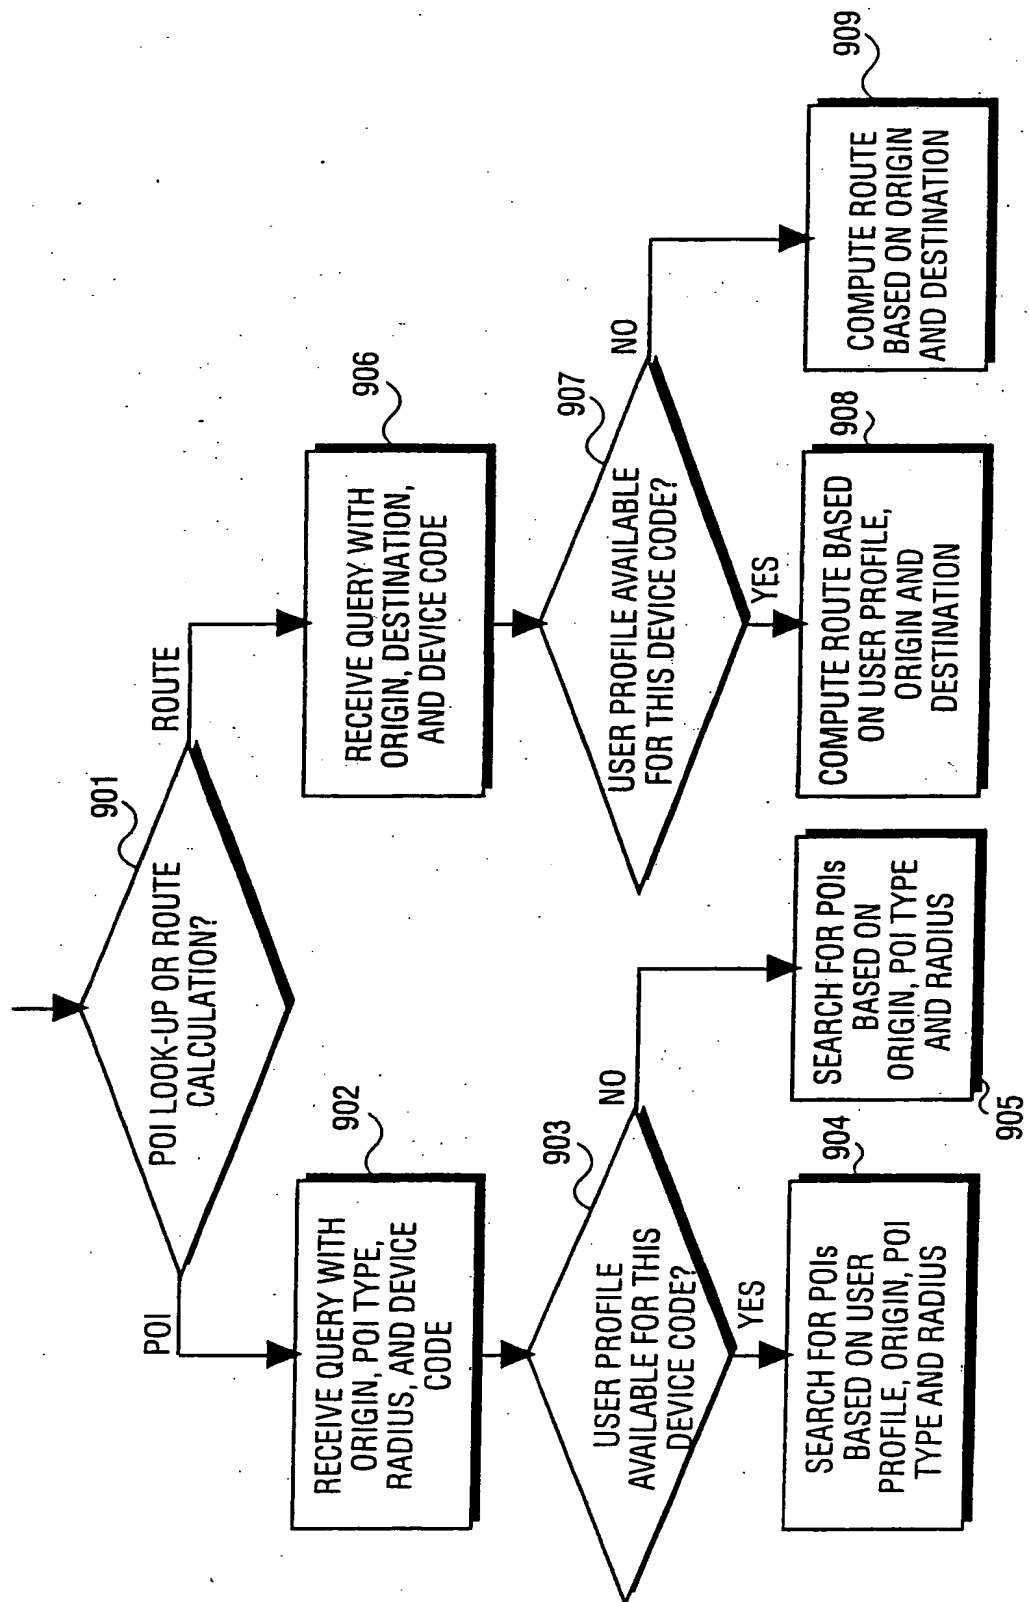 POI LOOK-UP OR ROUTE
CALCULATION?
901
POI
ROUTE
RECEIVE QUERY WITH
ORIGIN, POI TYPE,
RADIUS, AND DEVICE
CODE
902
RECEIVE QUERY WITH
ORIGIN, DESTINATION,
AND DEVICE CODE
906
USER PROFILE
AVAILABLE FOR THIS
DEVICE CODE?
903
NO
YES
USER PROFILE AVAILABLE
FOR THIS DEVICE CODE?
907
NO
YES
SEARCH FOR POIs
BASED ON USER
PROFILE, ORIGIN, POI
TYPE AND RADIUS
904
SEARCH FOR POIs
BASED ON
ORIGIN, POI TYPE
AND RADIUS
905
COMPUTE ROUTE BASED
ON USER PROFILE,
ORIGIN AND
DESTINATION
908
COMPUTE ROUTE
BASED ON ORIGIN
AND DESTINATION
909